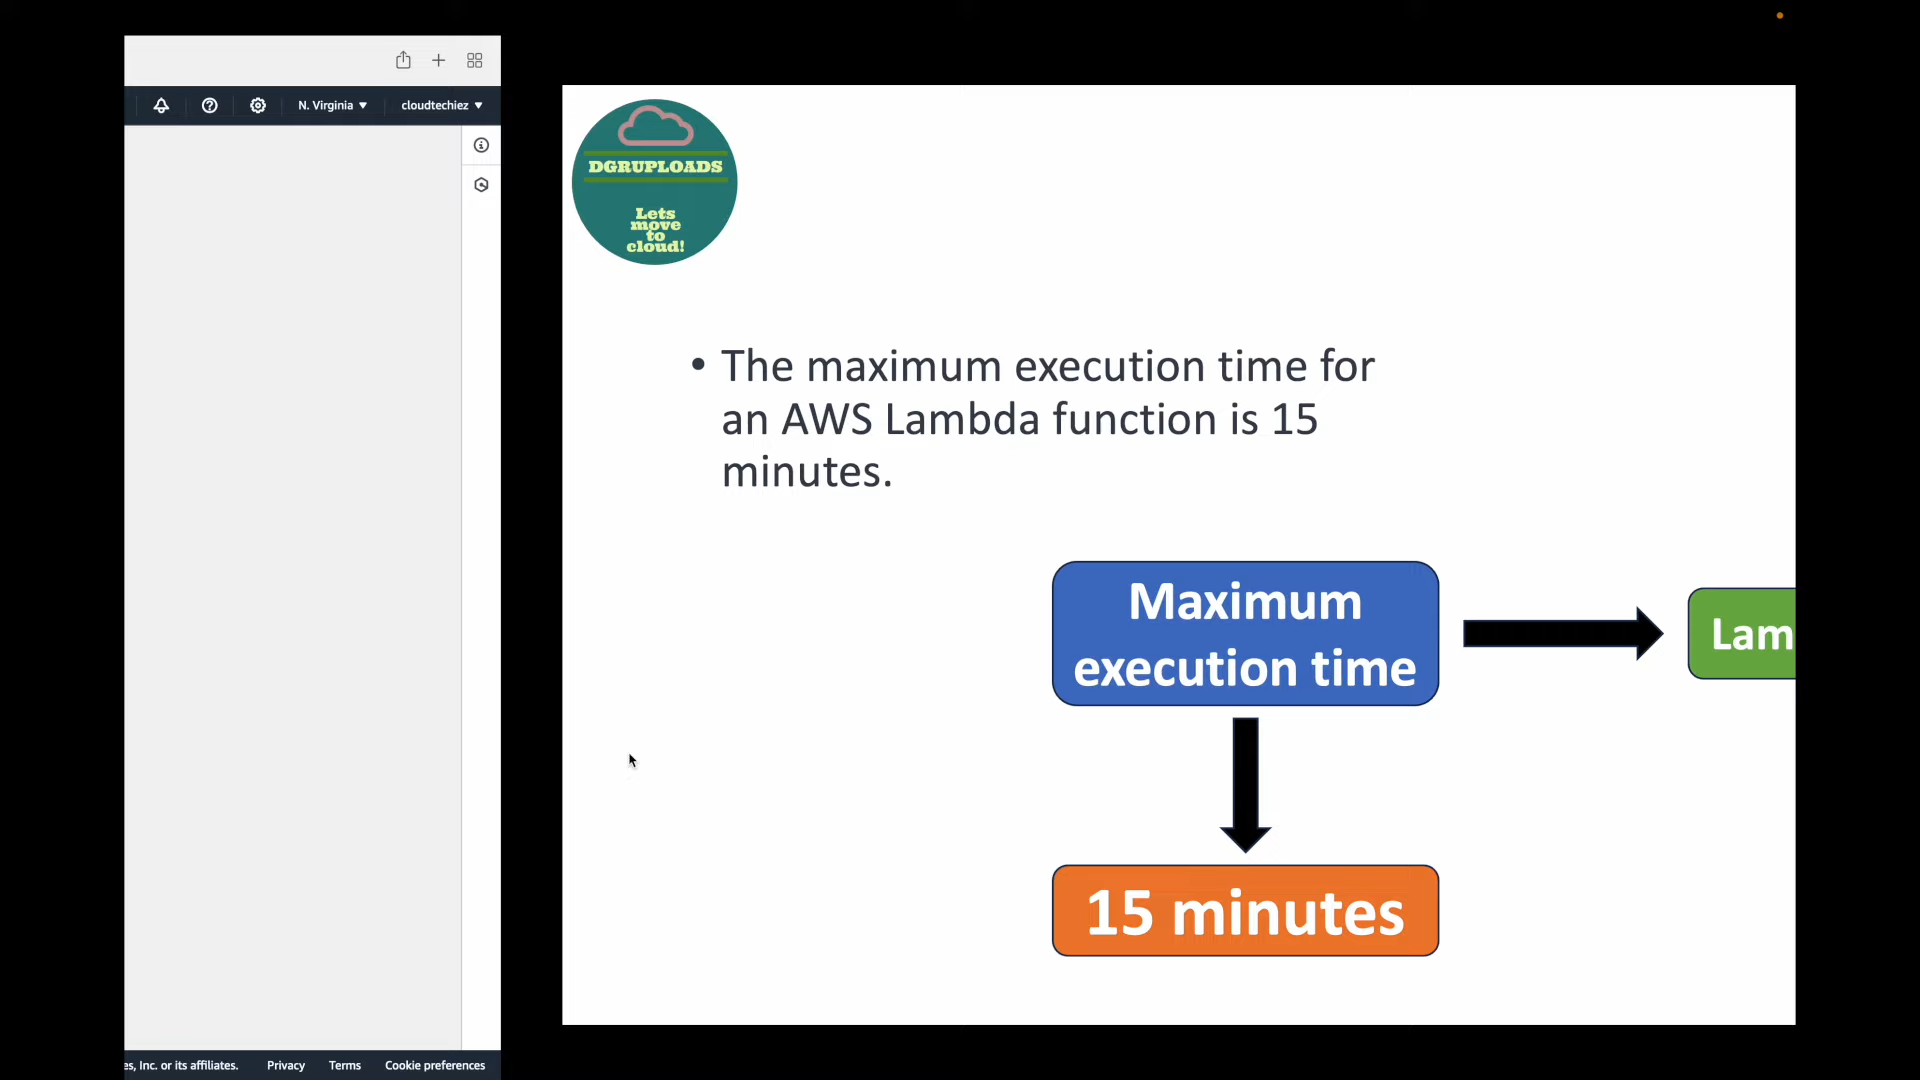 N. Virginia
cloudtechiez
DGRUPLOADS
Lets
move
to
cloud!
• The maximum execution time for
an AWS Lambda function is 15
minutes.
Maximum
execution time
Lam
15 minutes
es, Inc. or its affiliates. Privacy Terms Cookie preferences